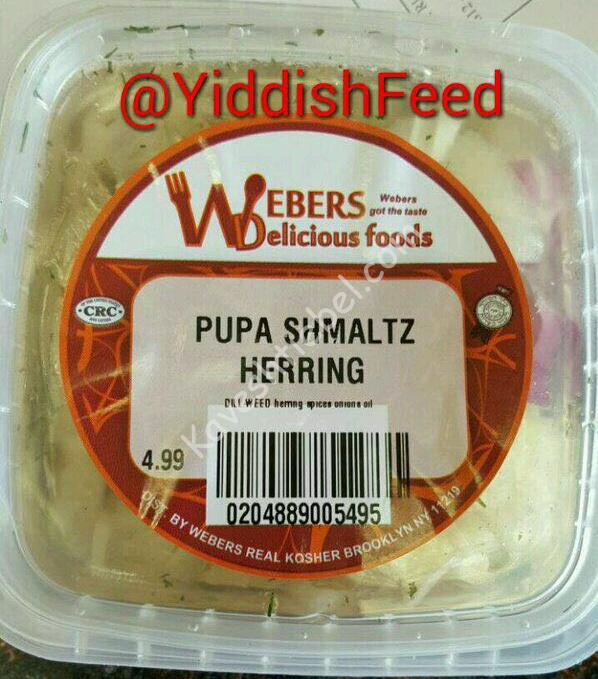 @YiddishFeed
WEBERS
Webers
got the taste
Delicious foods
CRC
PUPA SHMALTZ
HERRING
DILL WEED herring spices onions oil
4.99
0204889005495
DIST. BY WEBERS REAL KOSHER BROOKLYN NY 11219